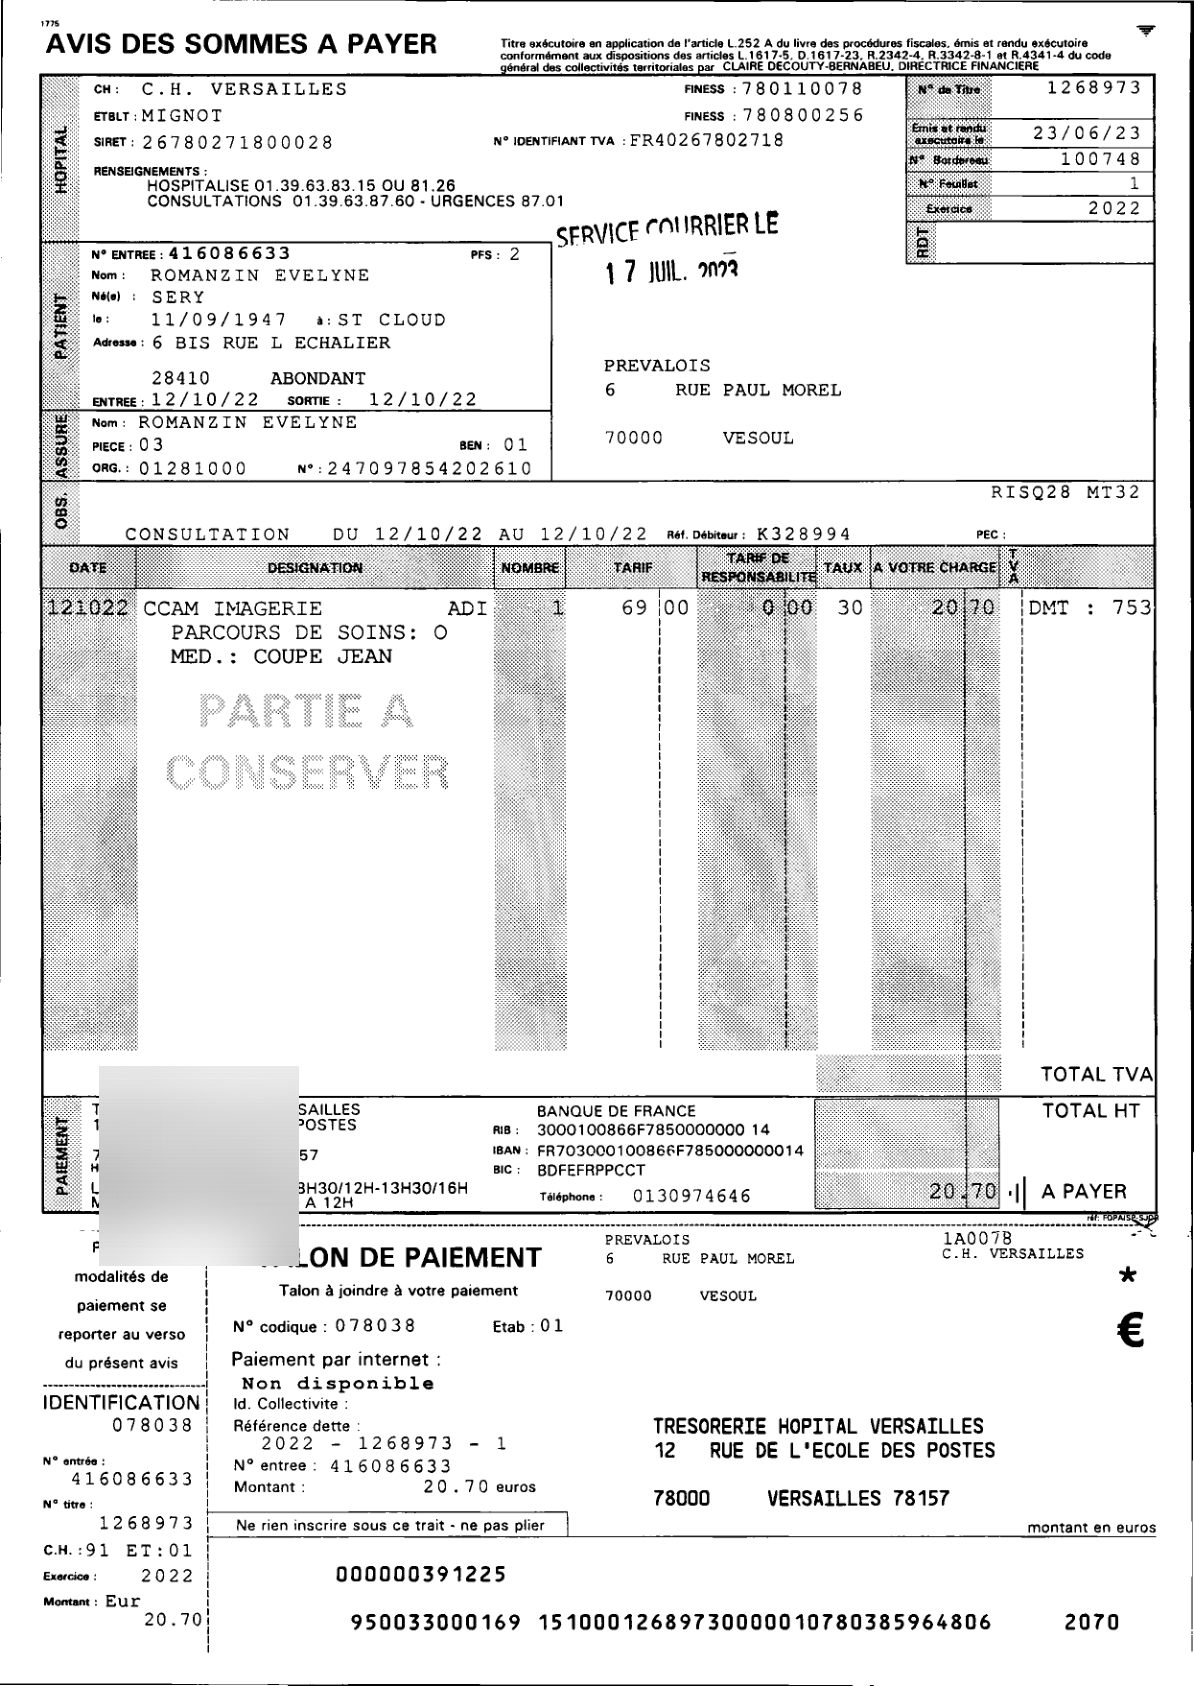 1775
AVIS DES SOMMES A PAYER
Titre exécutoire en application de l'article L.252 A du livre des procédures fiscales, émis et rendu exécutoire
conformément aux dispositions des articles L.1617-5, D.1617-23, R.2342-4, R.3342-8-1 et R.4341-4 du code
général des collectivités territoriales par CLAIRE DECOUTY-BERNABEU, DIRECTRICE FINANCIERE
HOPITAL
CH : C.H. VERSAILLES FINESS : 780110078
ETBLT : MIGNOT FINESS : 780800256
SIRET : 26780271800028 N° IDENTIFIANT TVA : FR40267802718
RENSEIGNEMENTS :
HOSPITALISE 01.39.63.83.15 OU 81.26
CONSULTATIONS 01.39.63.87.60 - URGENCES 87.01
N° de Titre 1268973
Emis et rendu exécutoire le 23/06/23
N° Bordereau 100748
N° Feuillet 1
Exercice 2022
RDT
SERVICE COURRIER LE
17 JUIL. 2023
PATIENT
N° ENTREE : 416086633 PFS : 2
Nom : ROMANZIN EVELYNE
Né(e) : SERY
le : 11/09/1947 à : ST CLOUD
Adresse : 6 BIS RUE L ECHALIER
28410 ABONDANT
ENTREE : 12/10/22 SORTIE : 12/10/22
PREVALOIS
6 RUE PAUL MOREL
70000 VESOUL
ASSURE
Nom : ROMANZIN EVELYNE
PIECE : 03 BEN : 01
ORG. : 01281000 N° : 247097854202610
OBS.
RISQ28 MT32
CONSULTATION DU 12/10/22 AU 12/10/22 Réf. Débiteur : K328994 PEC :
DATE DESIGNATION NOMBRE TARIF TARIF DE RESPONSABILITE TAUX A VOTRE CHARGE TVA
121022 CCAM IMAGERIE ADI 1 69 00 0 00 30 20 70 DMT : 753
PARCOURS DE SOINS: O
MED.: COUPE JEAN
PARTIE A
CONSERVER
TOTAL TVA
PAIEMENT
T SAILLES
1 POSTES
7 57
H
L 8H30/12H-13H30/16H
M A 12H
BANQUE DE FRANCE
RIB : 3000100866F7850000000 14
IBAN : FR703000100866F785000000014
BIC : BDFEFRPPCCT
Téléphone : 0130974646
TOTAL HT
20.70 A PAYER
réf: FOPAISP-SJPR
P
modalités de
paiement se
reporter au verso
du présent avis
IDENTIFICATION
078038
N° entrée :
416086633
N° titre :
1268973
C.H. : 91 ET : 01
Exercice : 2022
Montant : Eur
20.70
LON DE PAIEMENT
Talon à joindre à votre paiement
N° codique : 078038 Etab : 01
Paiement par internet :
Non disponible
Id. Collectivite :
Référence dette :
2022 - 1268973 - 1
N° entree : 416086633
Montant : 20.70 euros
Ne rien inscrire sous ce trait - ne pas plier
PREVALOIS
6 RUE PAUL MOREL
70000 VESOUL
1A0078
C.H. VERSAILLES
*
€
TRESORERIE HOPITAL VERSAILLES
12 RUE DE L'ECOLE DES POSTES
78000 VERSAILLES 78157
montant en euros
000000391225
950033000169 151000126897300000107803859​64806 2070